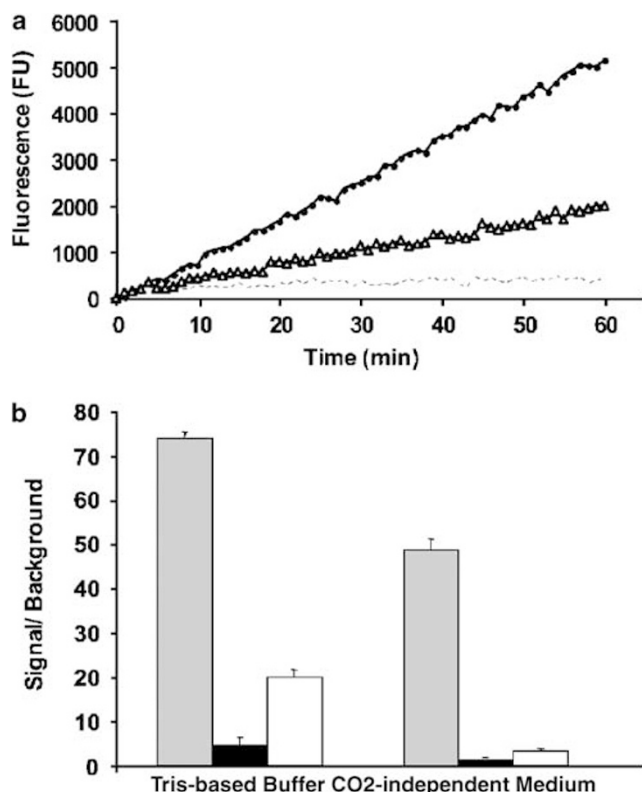 a
Fluorescence (FU)
6000
5000
4000
3000
2000
1000
0
0 10 20 30 40 50 60
Time (min)
b
Signal/ Background
80
70
60
50
40
30
20
10
0
Tris-based Buffer CO2-independent Medium